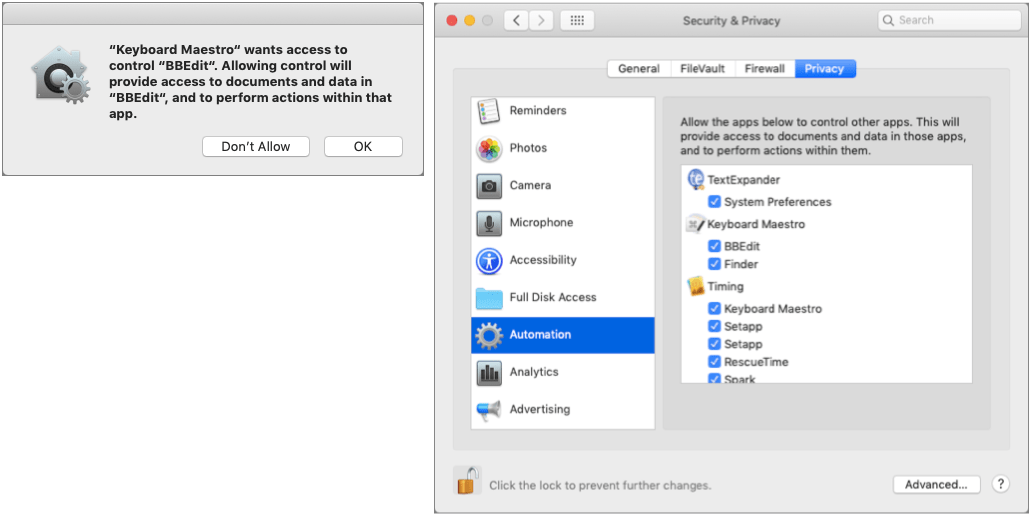 “Keyboard Maestro“ wants access to
control “BBEdit“. Allowing control will
provide access to documents and data in
“BBEdit“, and to perform actions within that
app.
Don’t Allow
OK
Security & Privacy
Search
General
FileVault
Firewall
Privacy
Reminders
Photos
Camera
Microphone
Accessibility
Full Disk Access
Automation
Analytics
Advertising
Allow the apps below to control other apps. This will
provide access to documents and data in those apps,
and to perform actions within them.
TextExpander
System Preferences
Keyboard Maestro
BBEdit
Finder
Timing
Keyboard Maestro
Setapp
Setapp
RescueTime
Spark
Click the lock to prevent further changes.
Advanced...
?